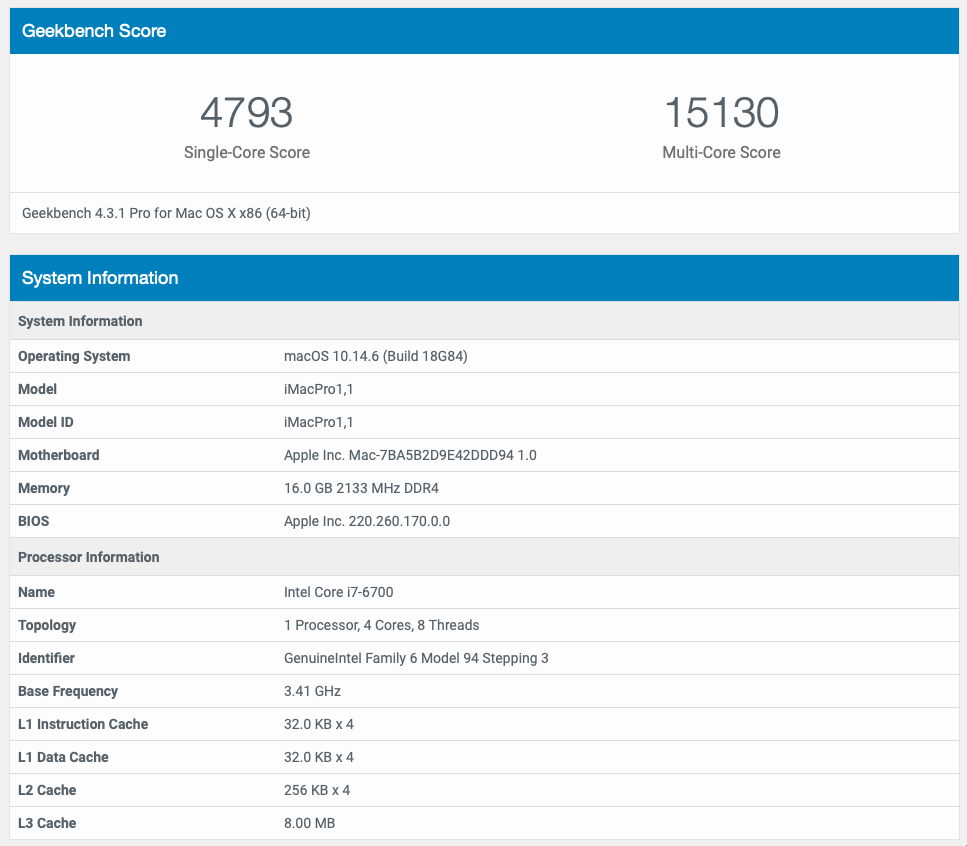 Geekbench Score
4793
Single-Core Score
15130
Multi-Core Score
Geekbench 4.3.1 Pro for Mac OS X x86 (64-bit)
System Information
System Information
Operating System macOS 10.14.6 (Build 18G84)
Model iMacPro1,1
Model ID iMacPro1,1
Motherboard Apple Inc. Mac-7BA5B2D9E42DDD94 1.0
Memory 16.0 GB 2133 MHz DDR4
BIOS Apple Inc. 220.260.170.0.0
Processor Information
Name Intel Core i7-6700
Topology 1 Processor, 4 Cores, 8 Threads
Identifier GenuineIntel Family 6 Model 94 Stepping 3
Base Frequency 3.41 GHz
L1 Instruction Cache 32.0 KB x 4
L1 Data Cache 32.0 KB x 4
L2 Cache 256 KB x 4
L3 Cache 8.00 MB